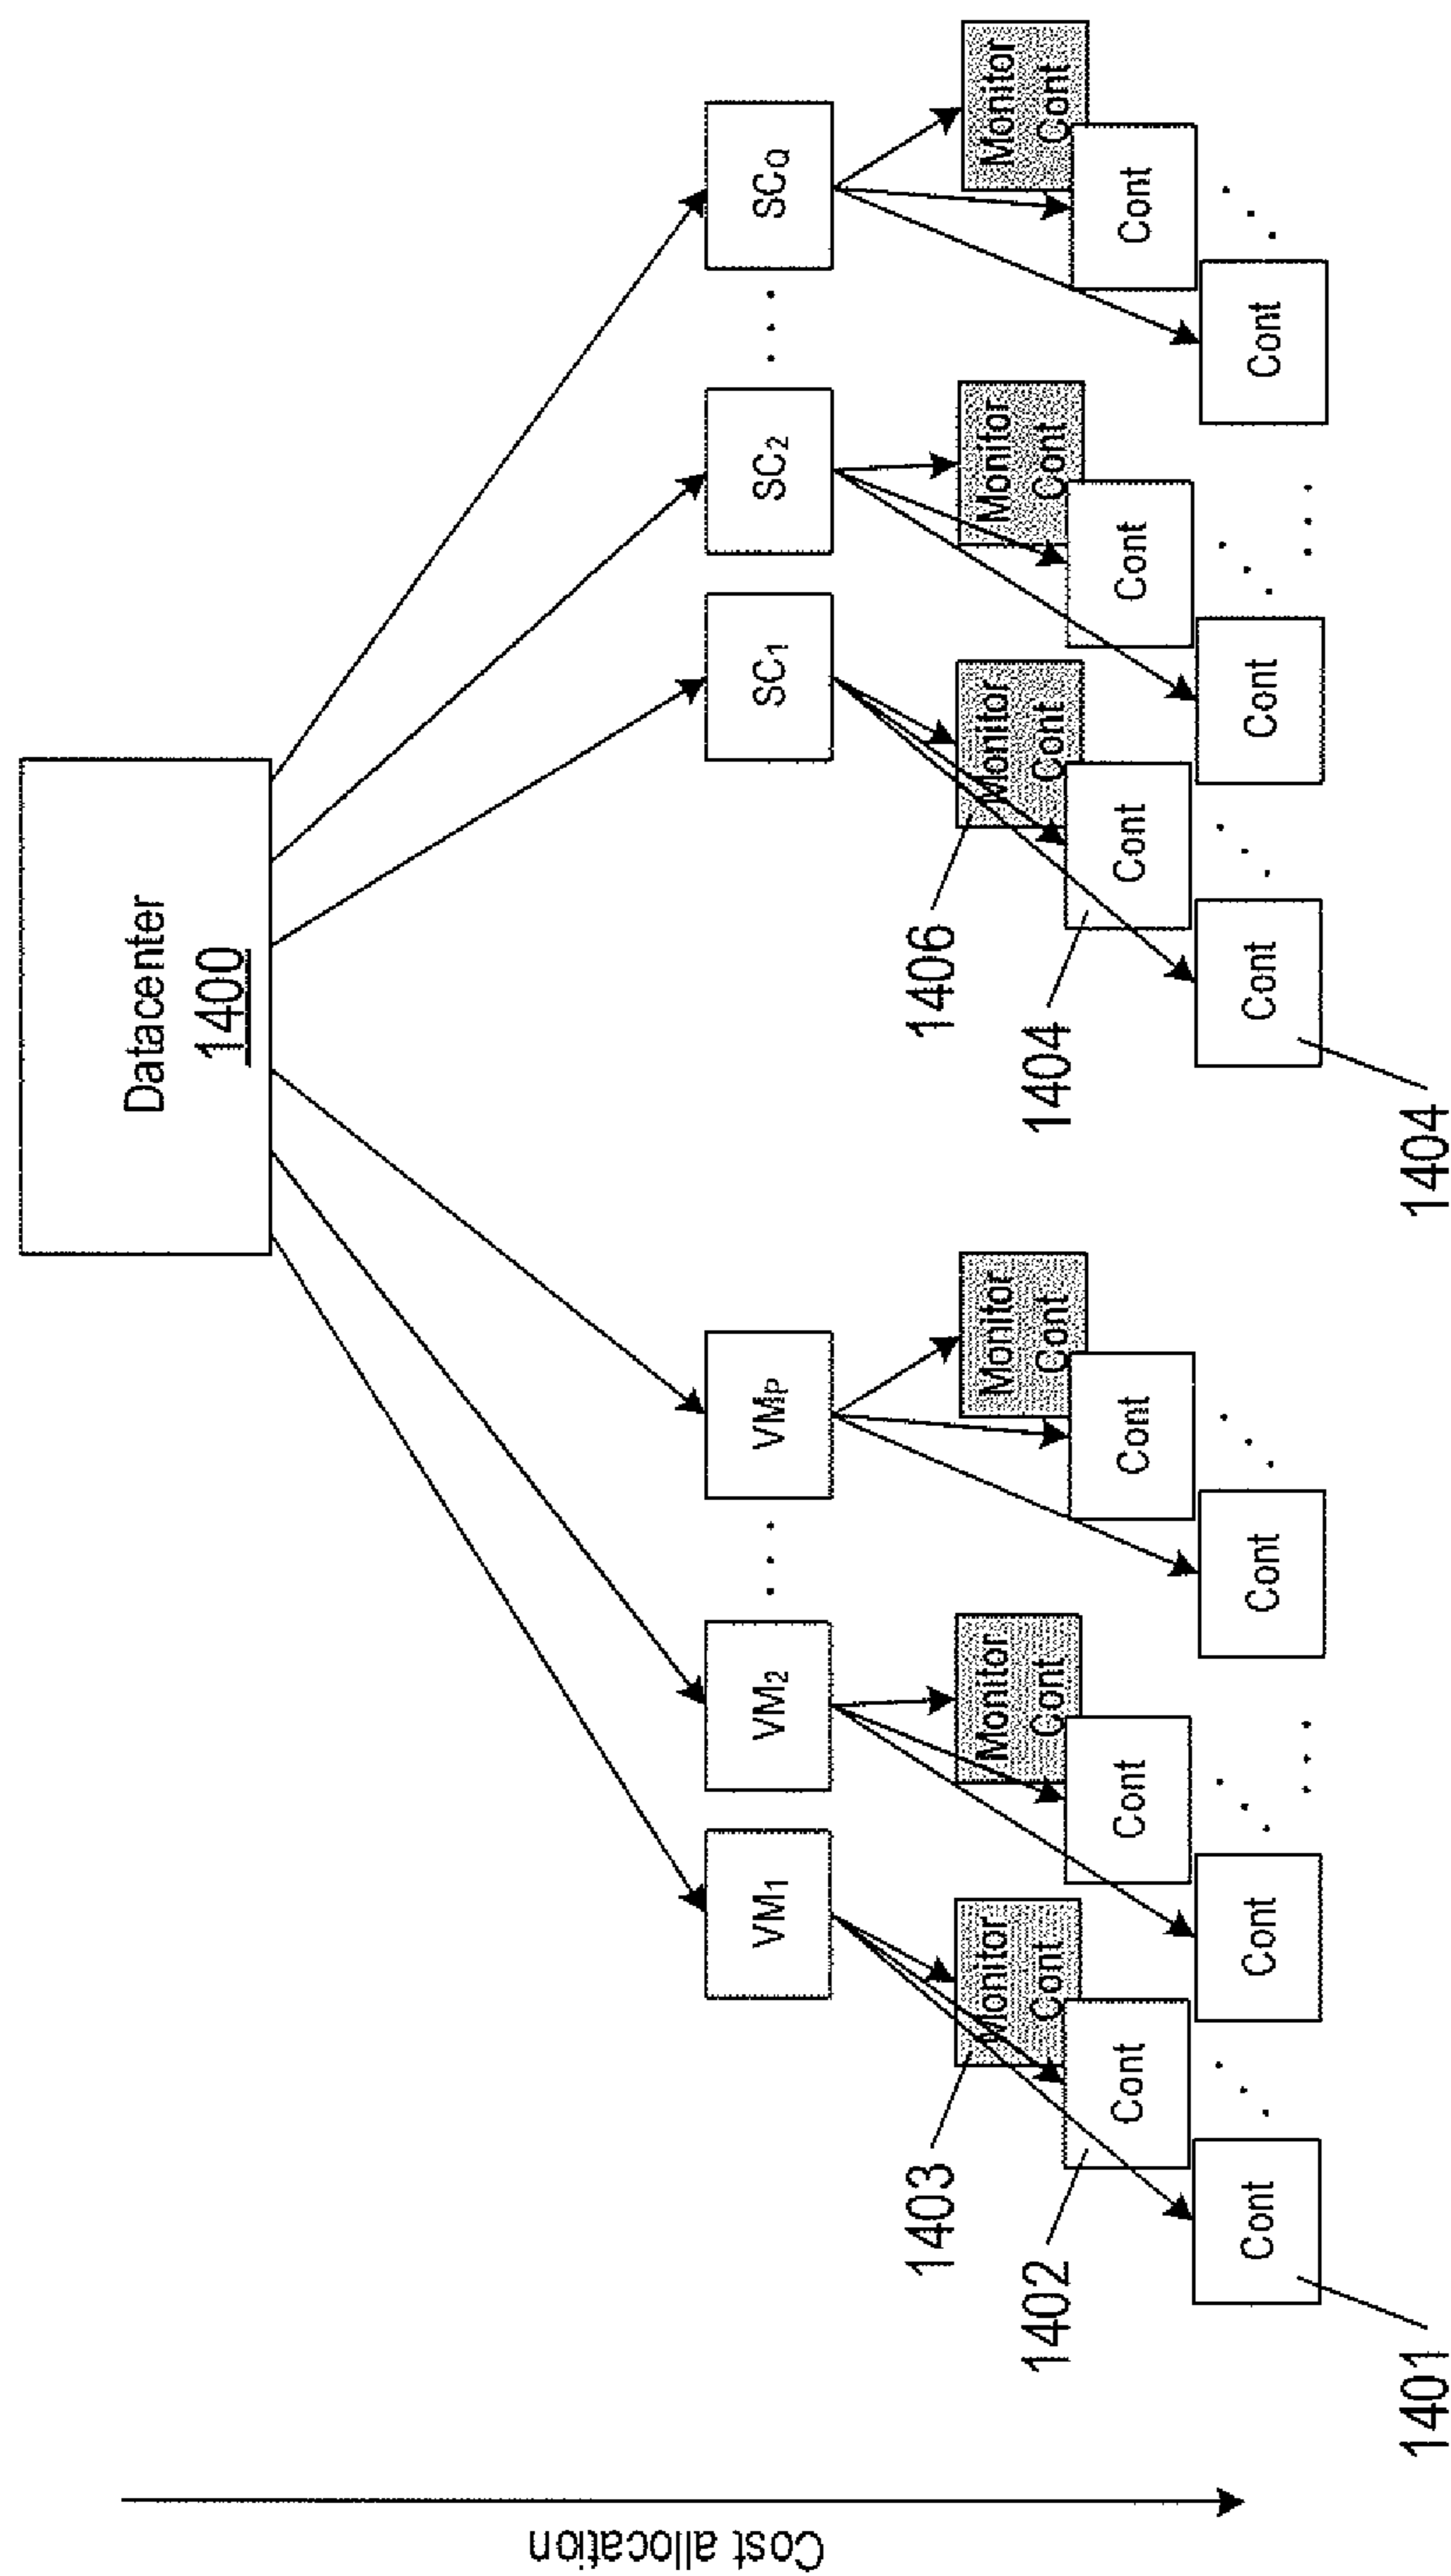 Datacenter
1400
Cost allocation
VM1
VM2
. . .
VMP
SC1
SC2
. . .
SCQ
1403
Monitor
Cont
Monitor
Cont
Monitor
Cont
1406
Monitor
Cont
Monitor
Cont
Monitor
Cont
1402
Cont
Cont
Cont
1404
Cont
Cont
Cont
1401
Cont
Cont
Cont
1404
Cont
Cont
Cont